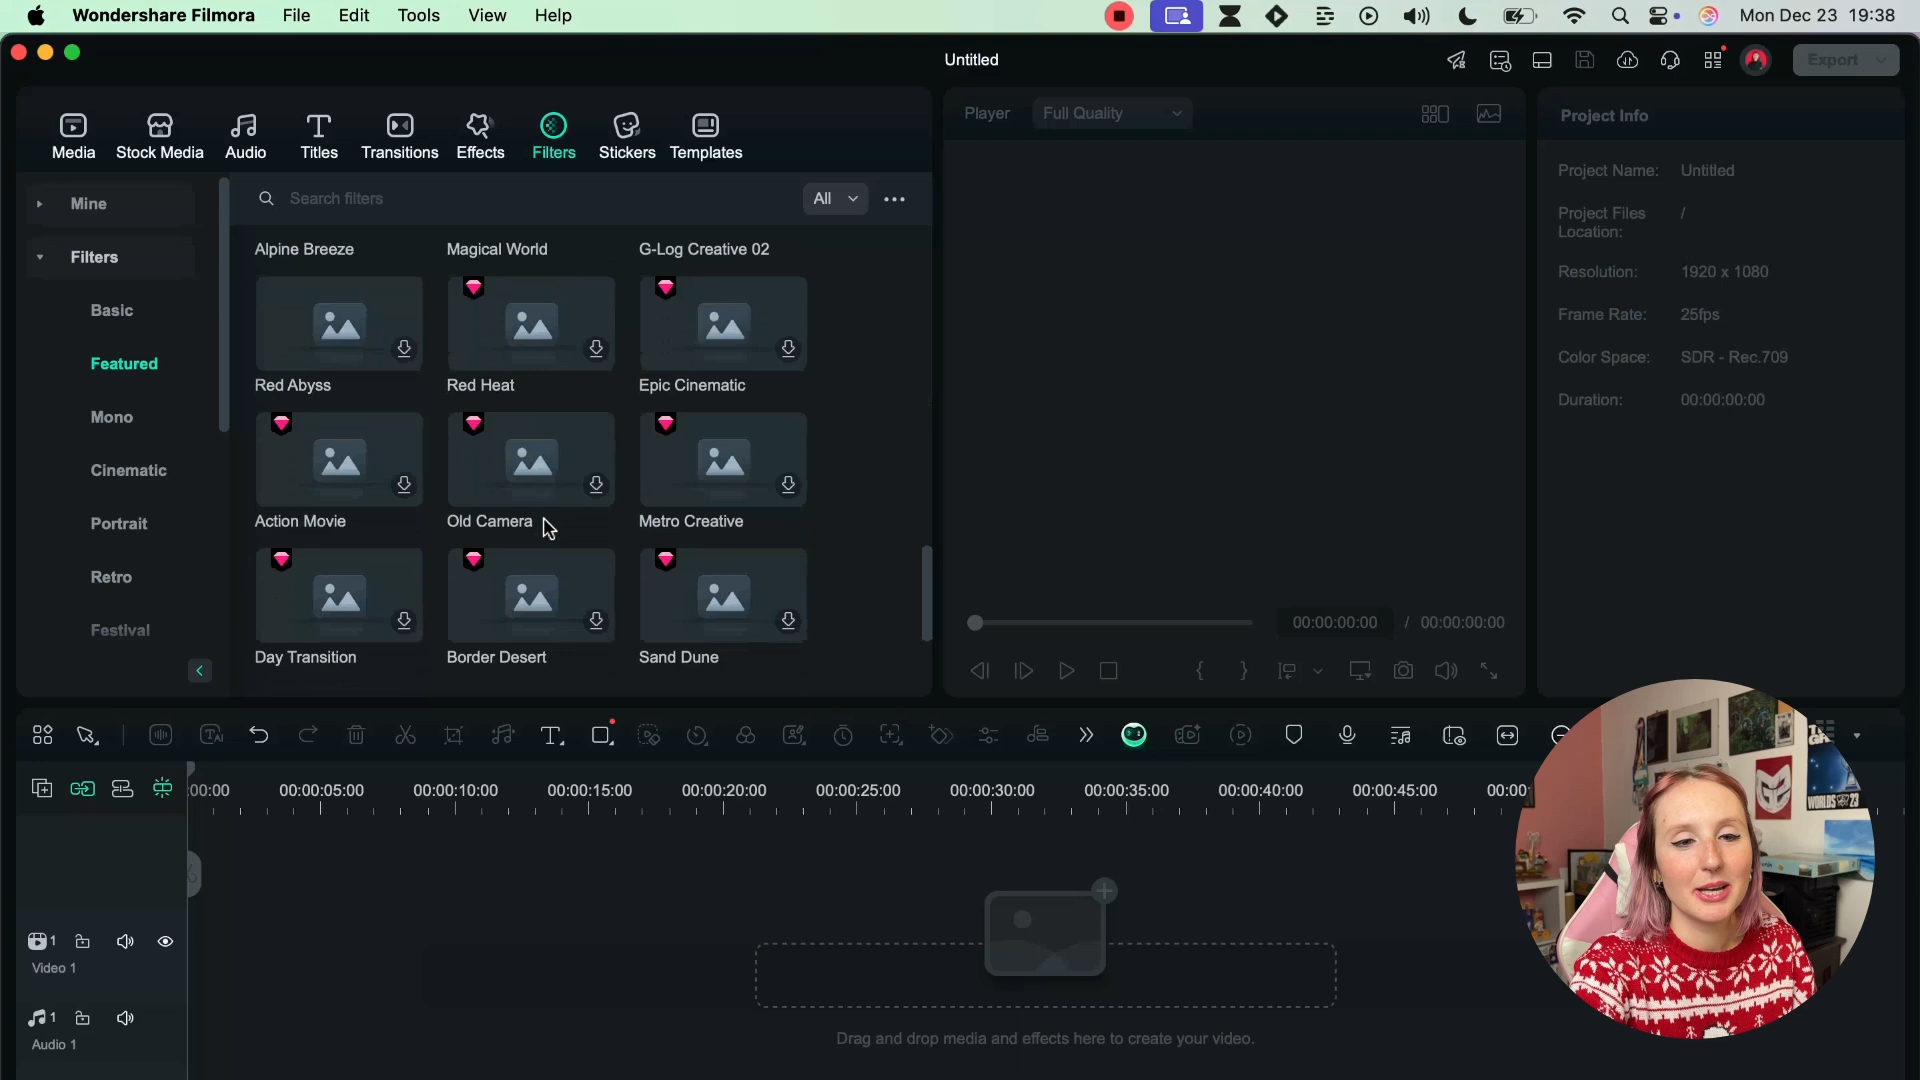 Wondershare Filmora File Edit Tools View Help
Mon Dec 23 19:38
Untitled
Export
Media Stock Media Audio Titles Transitions Effects Filters Stickers Templates
Player Full Quality
Project Info
Mine
Search filters
All
Filters
Basic
Featured
Mono
Cinematic
Portrait
Retro
Festival
Alpine Breeze Magical World G-Log Creative 02
Red Abyss Red Heat Epic Cinematic
Action Movie Old Camera Metro Creative
Day Transition Border Desert Sand Dune
Project Name: Untitled
Project Files /
Location:
Resolution: 1920 x 1080
Frame Rate: 25fps
Color Space: SDR - Rec.709
Duration: 00:00:00:00
00:00:00:00 / 00:00:00:00
:00:00 00:00:05:00 00:00:10:00 00:00:15:00 00:00:20:00 00:00:25:00 00:00:30:00 00:00:35:00 00:00:40:00 00:00:45:00 00:00:
WORLDS 23
1
Video 1
1
Audio 1
Drag and drop media and effects here to create your video.